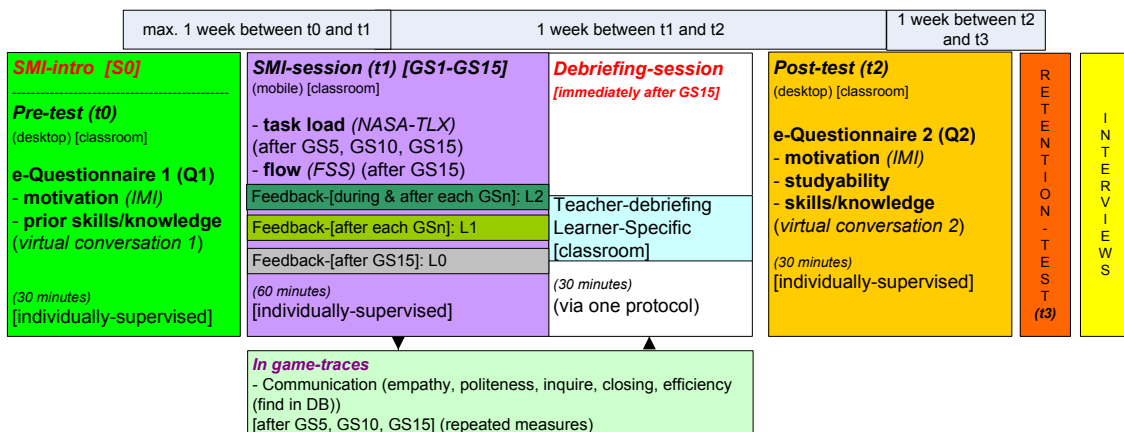 max. 1 week between t0 and t1
1 week between t1 and t2
1 week between t2
and t3
SMI-intro [S0]
Pre-test (t0)
(desktop) [classroom]
e-Questionnaire 1 (Q1)
- motivation (IMI)
- prior skills/knowledge
(virtual conversation 1)
(30 minutes)
[individually-supervised]
SMI-session (t1) [GS1-GS15]
(mobile) [classroom]
- task load (NASA-TLX)
(after GS5, GS10, GS15)
- flow (FSS) (after GS15)
Feedback-[during & after each GSn]: L2
Feedback-[after each GSn]: L1
Feedback-[after GS15]: L0
(60 minutes)
[individually-supervised]
Debriefing-session
[immediately after GS15]
Teacher-debriefing
Learner-Specific
[classroom]
(30 minutes)
(via one protocol)
Post-test (t2)
(desktop) [classroom]
e-Questionnaire 2 (Q2)
- motivation (IMI)
- studyability
- skills/knowledge
(virtual conversation 2)
(30 minutes)
[individually-supervised]
RETENTION-TEST
(t3)
INTERVIEWS
In game-traces
- Communication (empathy, politeness, inquire, closing, efficiency
(find in DB))
[after GS5, GS10, GS15] (repeated measures)